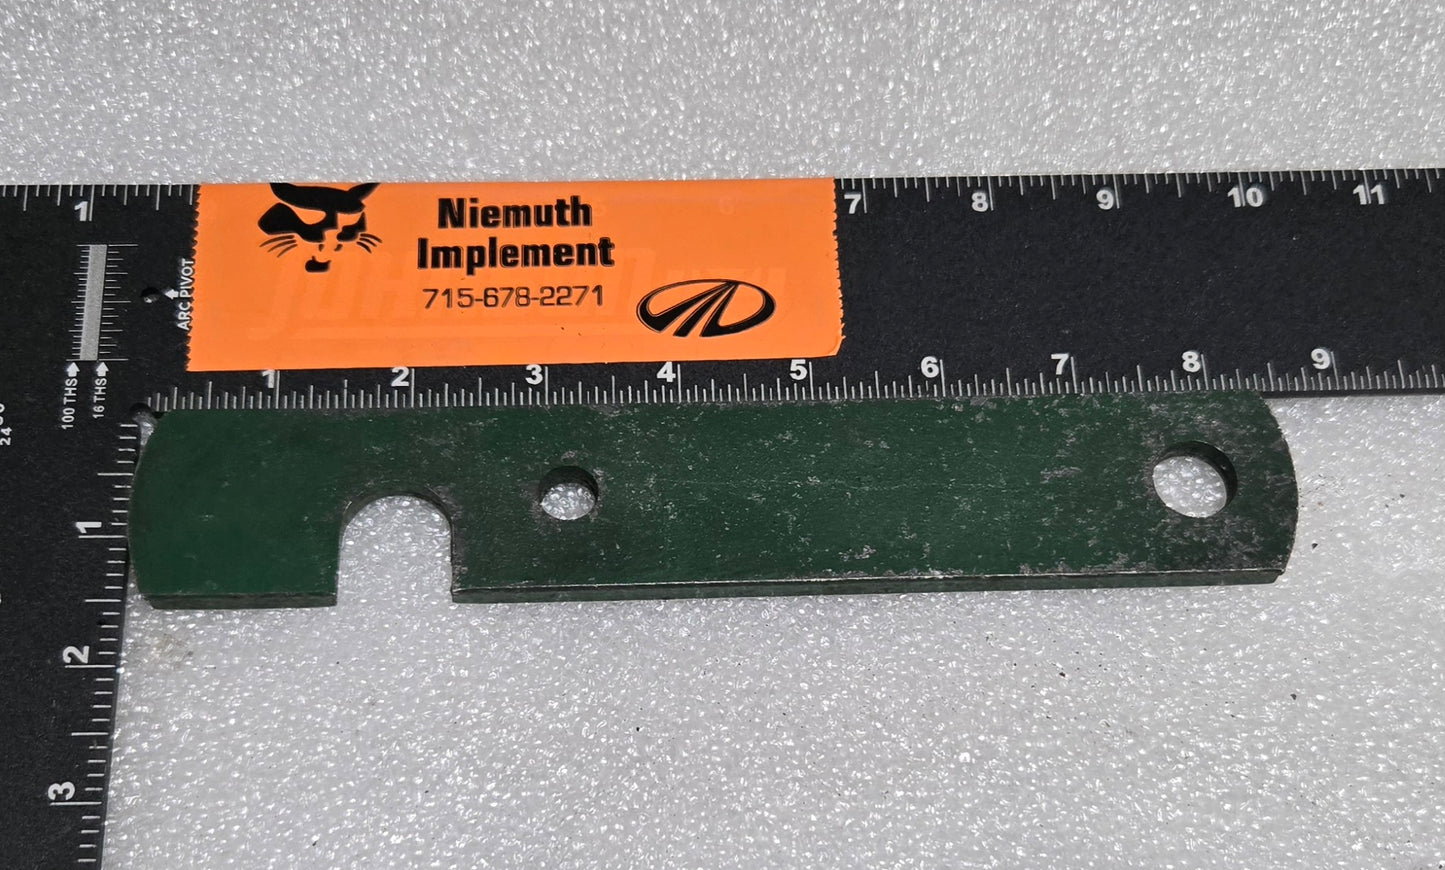 1 7 8 9 10 11
Niemuth
Implement
715-678-2271
ARC PIVOT
100 THS
16 THS
1 2 3 4 5 6 7 8 9
1
2
3
24